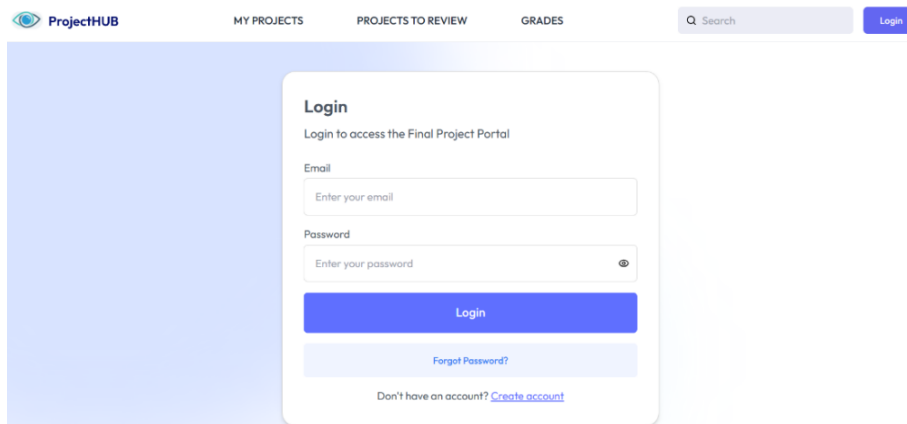 ProjectHUB MY PROJECTS PROJECTS TO REVIEW GRADES Search Login
Login
Login to access the Final Project Portal
Email
Enter your email
Password
Enter your password
Login
Forgot Password?
Don't have an account? Create account